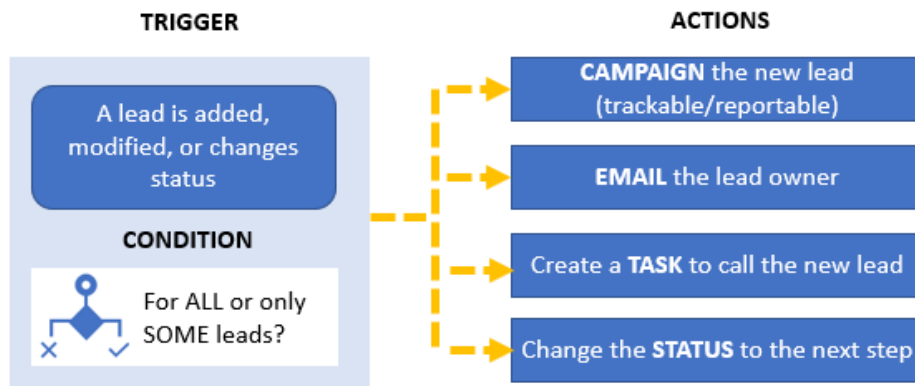 TRIGGER
A lead is added,
modified, or changes
status
CONDITION
For ALL or only
SOME leads?
ACTIONS
CAMPAIGN the new lead
(trackable/reportable)
EMAIL the lead owner
Create a TASK to call the new lead
Change the STATUS to the next step